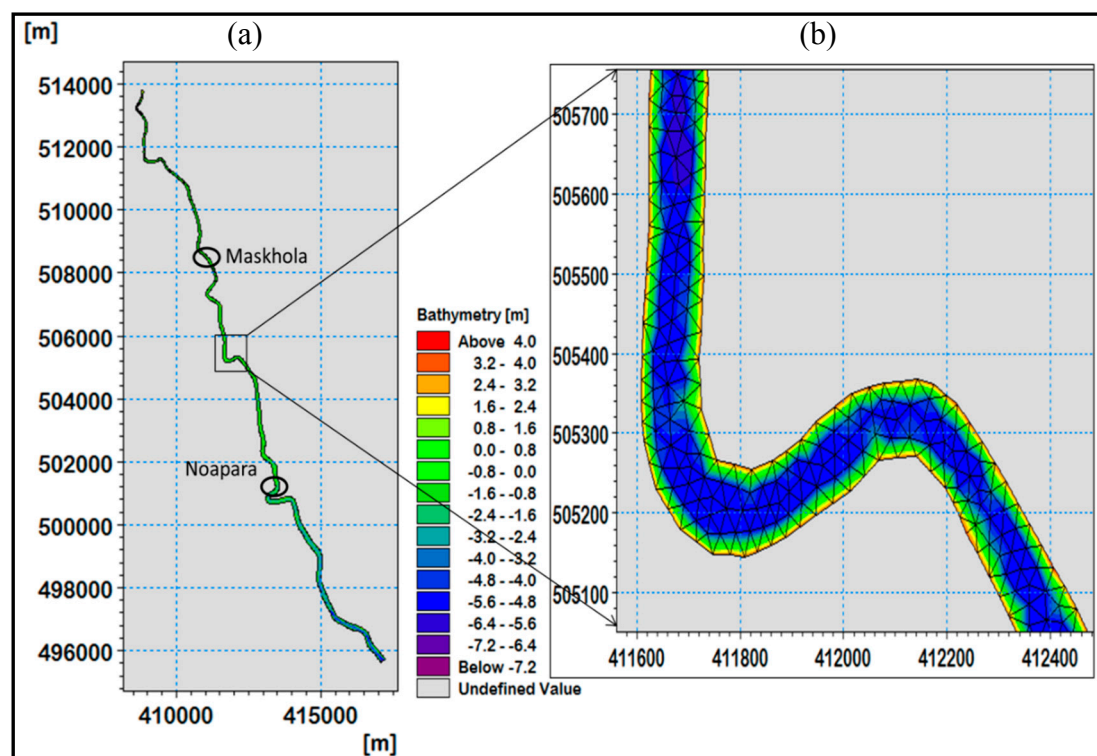 [m]
(a)
(b)
514000
512000
510000
508000
506000
504000
502000
500000
498000
496000
Maskhola
Noapara
410000 415000
[m]
Bathymetry [m]
Above 4.0
3.2 - 4.0
2.4 - 3.2
1.6 - 2.4
0.8 - 1.6
0.0 - 0.8
-0.8 - 0.0
-1.6 - -0.8
-2.4 - -1.6
-3.2 - -2.4
-4.0 - -3.2
-4.8 - -4.0
-5.6 - -4.8
-6.4 - -5.6
-7.2 - -6.4
Below -7.2
Undefined Value
505700
505600
505500
505400
505300
505200
505100
411600 411800 412000 412200 412400